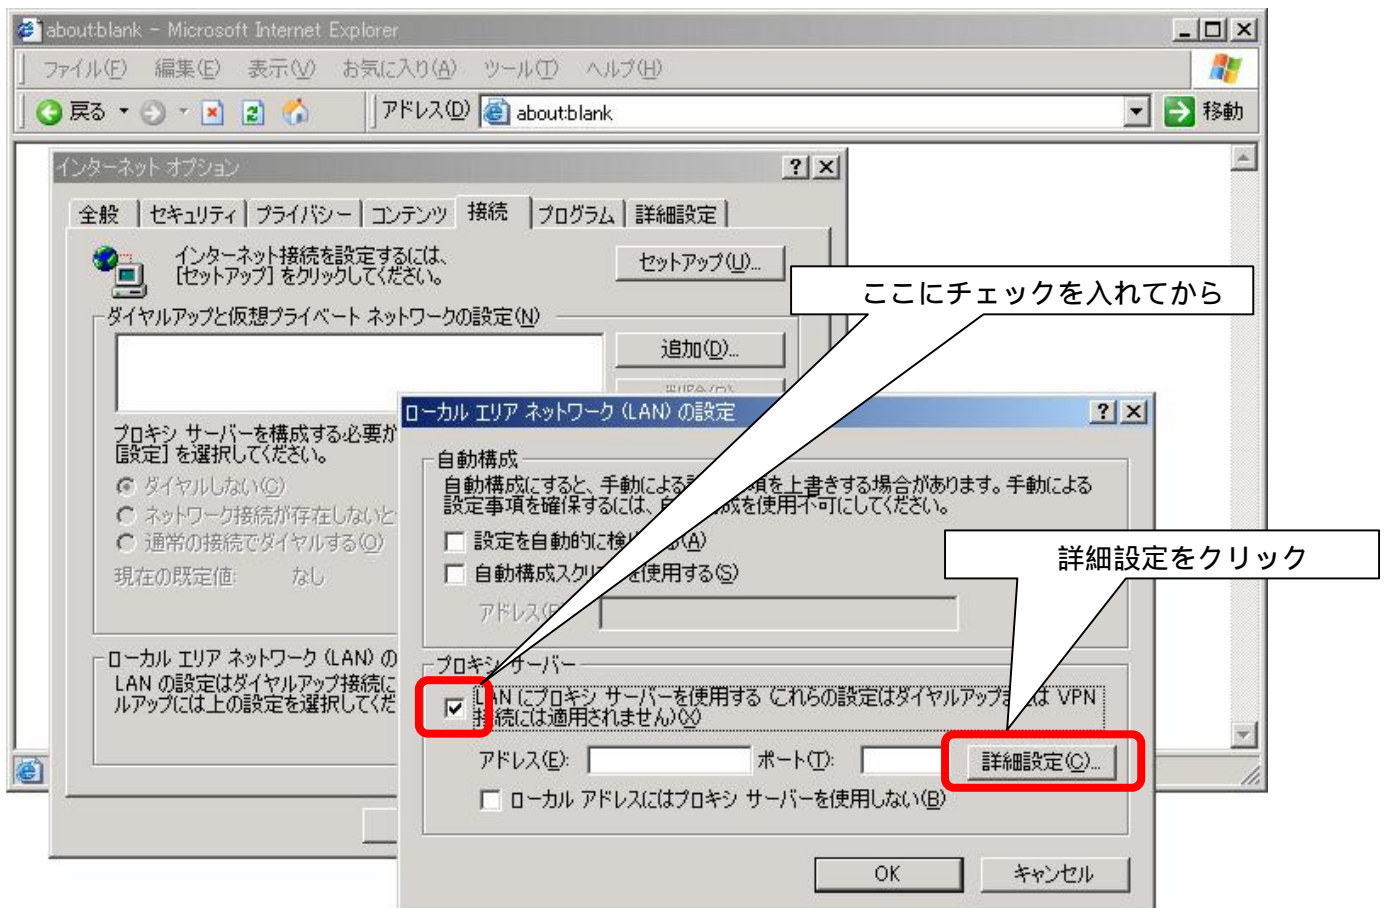 about:blank - Microsoft Internet Explorer
ファイル(F) 編集(E) 表示(V) お気に入り(A) ツール(T) ヘルプ(H)
戻る アドレス(D) about:blank 移動
インターネット オプション
全般 セキュリティ プライバシー コンテンツ 接続 プログラム 詳細設定
インターネット接続を設定するには、
[セットアップ] をクリックしてください。
セットアップ(U)...
ここにチェックを入れてから
ダイヤルアップと仮想プライベート ネットワークの設定(N)
追加(D)...
プロキシ サーバーを構成する必要が
[設定] を選択してください。
ダイヤルしない(C)
ネットワーク接続が存在しないと
通常の接続でダイヤルする(O)
現在の既定値: なし
ローカル エリア ネットワーク (LAN) の
LAN の設定はダイヤルアップ接続に
ルアップには上の設定を選択してくだ
ローカル エリア ネットワーク (LAN) の設定
自動構成
自動構成にすると、手動による 項を上書きする場合があります。手動による
設定事項を確保するには、 成を使用不可にしてください。
設定を自動的に検 る(A)
自動構成スクリ を使用する(S)
アドレス
詳細設定をクリック
プロキシ サーバー
LAN にプロキシ サーバーを使用する (これらの設定はダイヤルアップまたは VPN
接続には適用されません)(X)
アドレス(E): ポート(T): 詳細設定(C)...
ローカル アドレスにはプロキシ サーバーを使用しない(B)
OK キャンセル